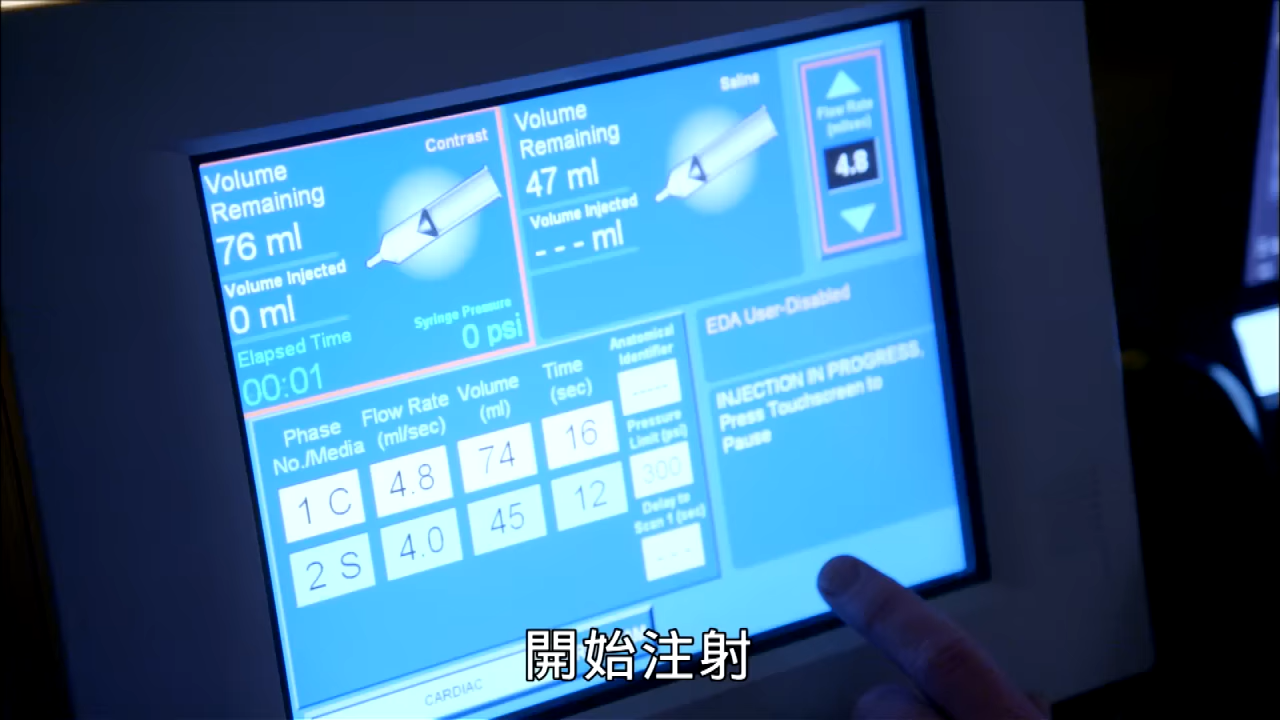 Contrast
Volume
Remaining
76 ml
Volume Injected
0 ml
Elapsed Time
00:01
Syringe Pressure
0 psi
Saline
Volume
Remaining
47 ml
Volume Injected
- - - ml
Flow Rate
(ml/sec)
4.8
Phase
No./Media
Flow Rate
(ml/sec)
Volume
(ml)
Time
(sec)
1 C
4.8
74
16
2 S
4.0
45
12
Anatomical
Identifier
----
Pressure
Limit (psi)
300
Delay to
Scan 1 (sec)
- - -
EDA User-Disabled
INJECTION IN PROGRESS,
Press Touchscreen to
Pause
CARDIAC
開始注射